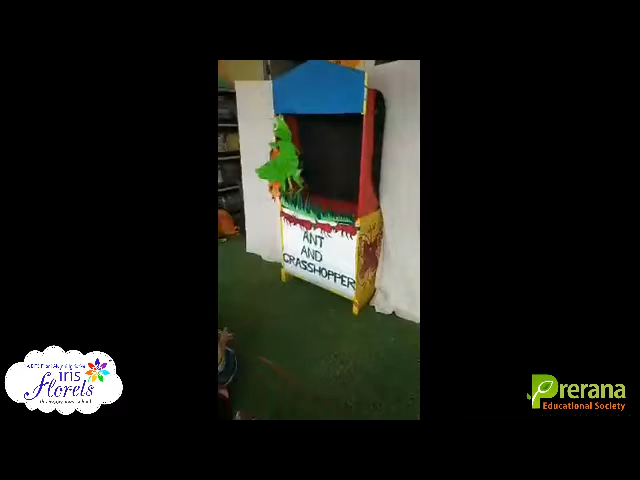 ANT
AND
GRASSHOPPER
iris
florets
Prerana
Educational Society